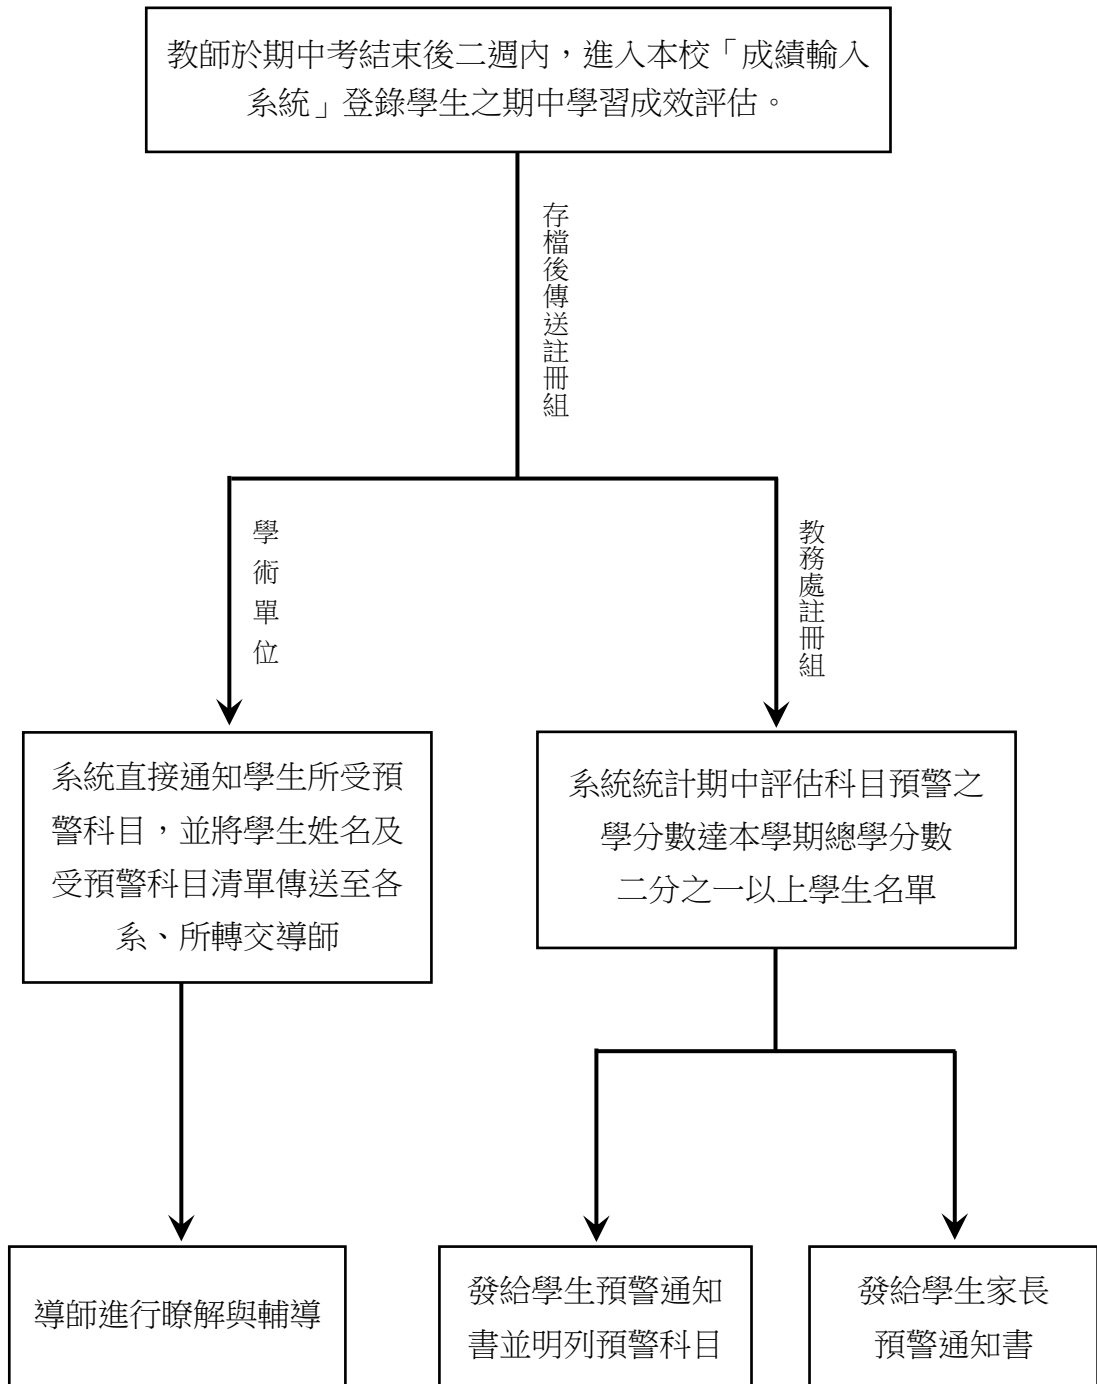 教師於期中考結束後二週內，進入本校「成績輸入
系統」登錄學生之期中學習成效評估。
存檔後傳送註冊組
學術單位
教務處註冊組
系統直接通知學生所受預
警科目，並將學生姓名及
受預警科目清單傳送至各
系、所轉交導師
系統統計期中評估科目預警之
學分數達本學期總學分數
二分之一以上學生名單
導師進行瞭解與輔導
發給學生預警通知
書並明列預警科目
發給學生家長
預警通知書